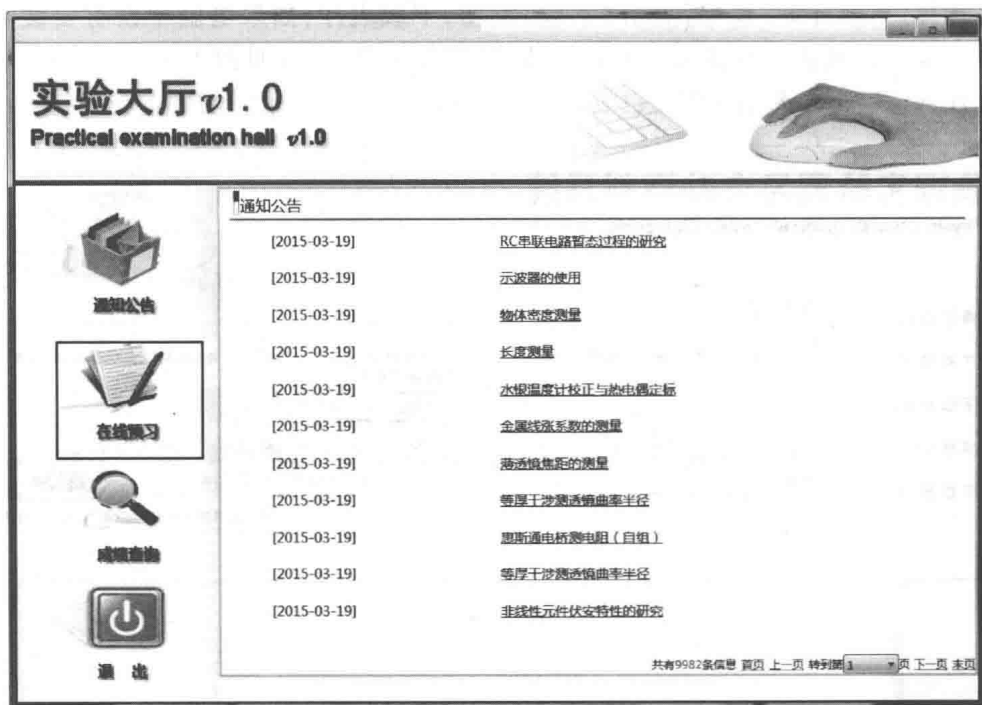 实验大厅v1.0
Practical examination hall v1.0
通知公告
在线预习
成绩查询
退 出
通知公告
[2015-03-19] RC串联电路暂态过程的研究
[2015-03-19] 示波器的使用
[2015-03-19] 物体密度测量
[2015-03-19] 长度测量
[2015-03-19] 水银温度计校正与热电偶定标
[2015-03-19] 金属线涨系数的测量
[2015-03-19] 薄透镜焦距的测量
[2015-03-19] 等厚干涉测透镜曲率半径
[2015-03-19] 惠斯通电桥测电阻（自组）
[2015-03-19] 等厚干涉测透镜曲率半径
[2015-03-19] 非线性元件伏安特性的研究
共有9982条信息 首页 上一页 转到第 1 页 下一页 末页